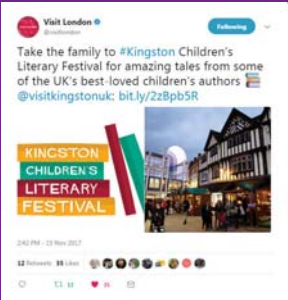 Visit London
@visitlondon
Following
Take the family to #Kingston Children's
Literary Festival for amazing tales from some
of the UK's best-loved children's authors
@visitkingstonuk: bit.ly/2zBpb5R
KINGSTON
CHILDREN'S
LITERARY
FESTIVAL
2:42 PM - 15 Nov 2017
12 Retweets 35 Likes
12
35